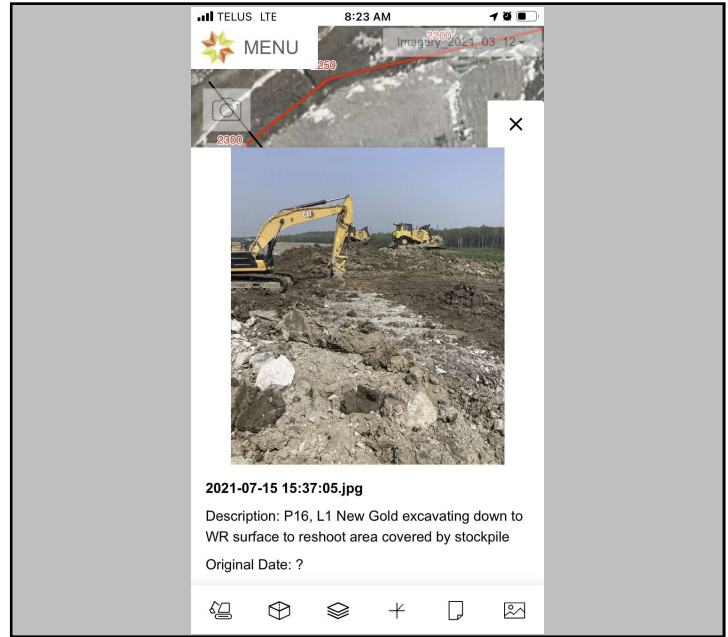 TELUS LTE 8:23 AM
MENU
Imagery_2021_03_12
2200
2250
2300
2021-07-15 15:37:05.jpg
Description: P16, L1 New Gold excavating down to
WR surface to reshoot area covered by stockpile
Original Date: ?